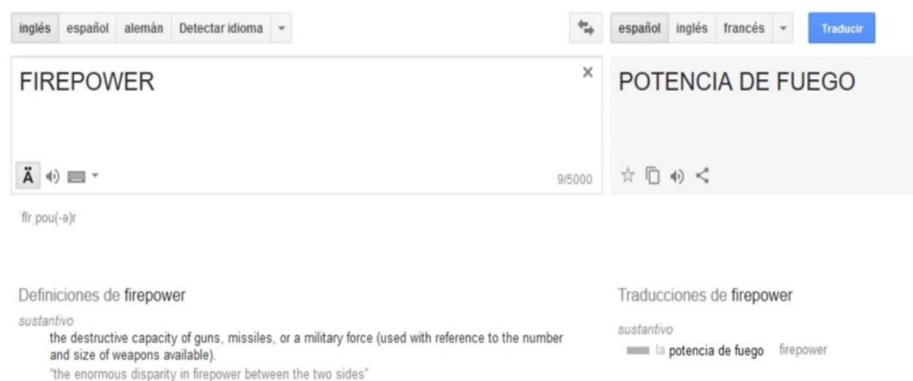 inglés español alemán Detectar idioma
español inglés francés Traducir
FIREPOWER
POTENCIA DE FUEGO
Ä
9/5000
ˈfīrˌpou(-ə)r
Definiciones de firepower
sustantivo
the destructive capacity of guns, missiles, or a military force (used with reference to the number
and size of weapons available).
"the enormous disparity in firepower between the two sides"
Traducciones de firepower
sustantivo
la potencia de fuego firepower